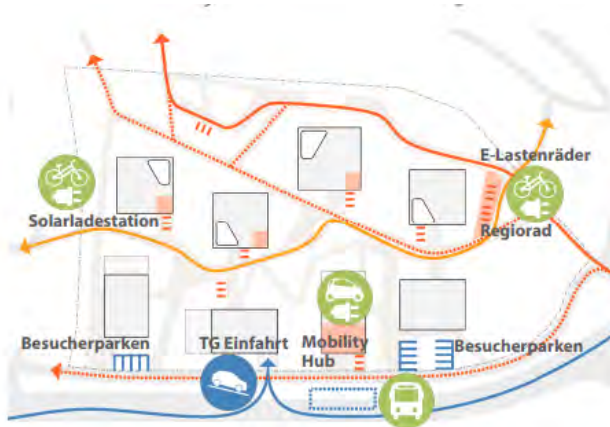 E-Lastenräder
Solarladestation
Regiorad
Besucherparken
TG Einfahrt
Mobility
Hub
Besucherparken